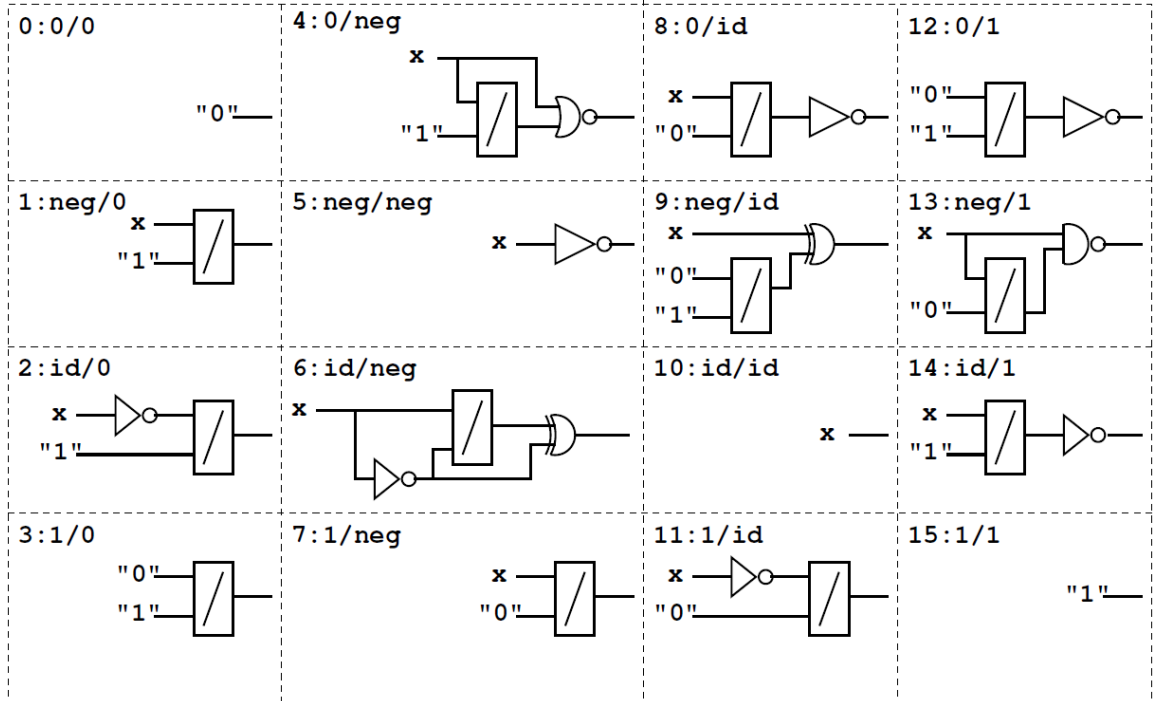 0:0/0
"0"
4:0/neg
x
"1"
8:0/id
x
"0"
12:0/1
"0"
"1"
1:neg/0
x
"1"
5:neg/neg
x
9:neg/id
x
"0"
"1"
13:neg/1
x
"0"
2:id/0
x
"1"
6:id/neg
x
10:id/id
x
14:id/1
x
"1"
3:1/0
"0"
"1"
7:1/neg
x
"0"
11:1/id
x
"0"
15:1/1
"1"